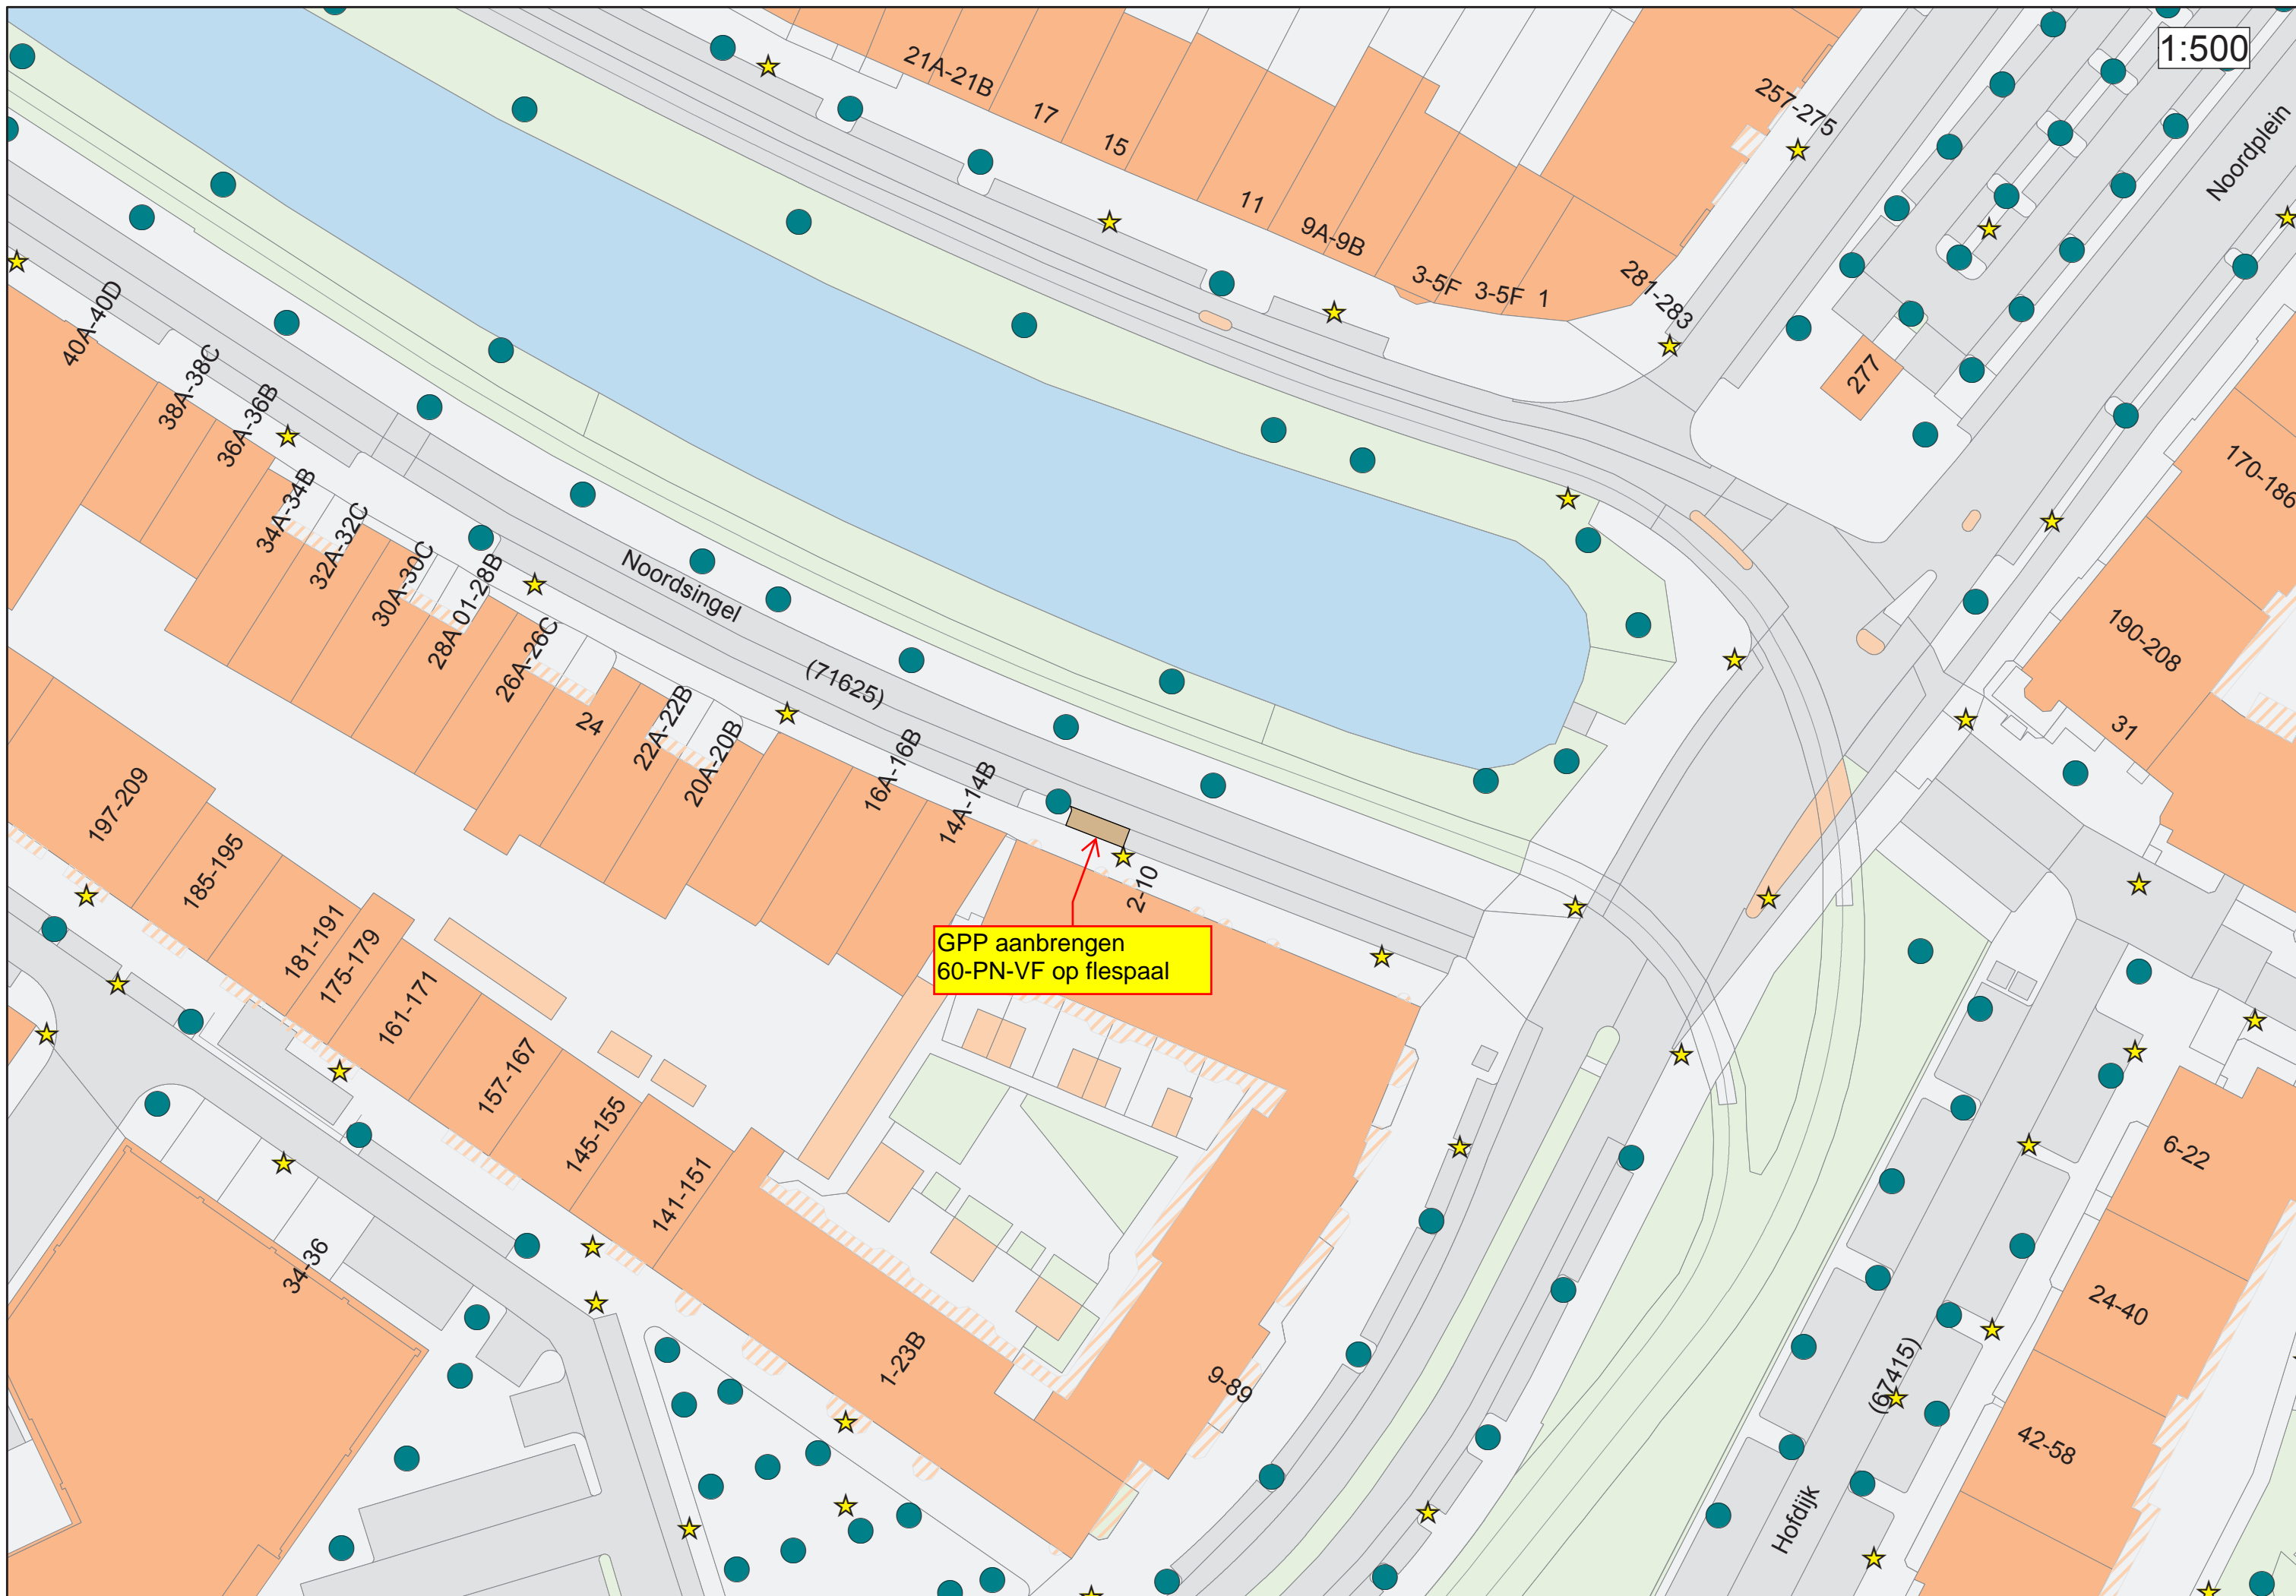 1:500
21A-21B
17
15
11
9A-9B
3-5F
3-5F
1
281-283
257-275
277
Noordplein
170-186
190-208
31
40A-40D
38A-38C
36A-36B
34A-34B
32A-32C
30A-30C
28A 01-28B
26A-26C
24
22A-22B
20A-20B
16A-16B
14A-14B
2-10
Noordsingel
(71625)
GPP aanbrengen
60-PN-VF op flespaal
197-209
185-195
181-191
175-179
161-171
157-167
145-155
141-151
34-36
1-23B
9-89
6-22
24-40
42-58
(67415)
Hofdijk